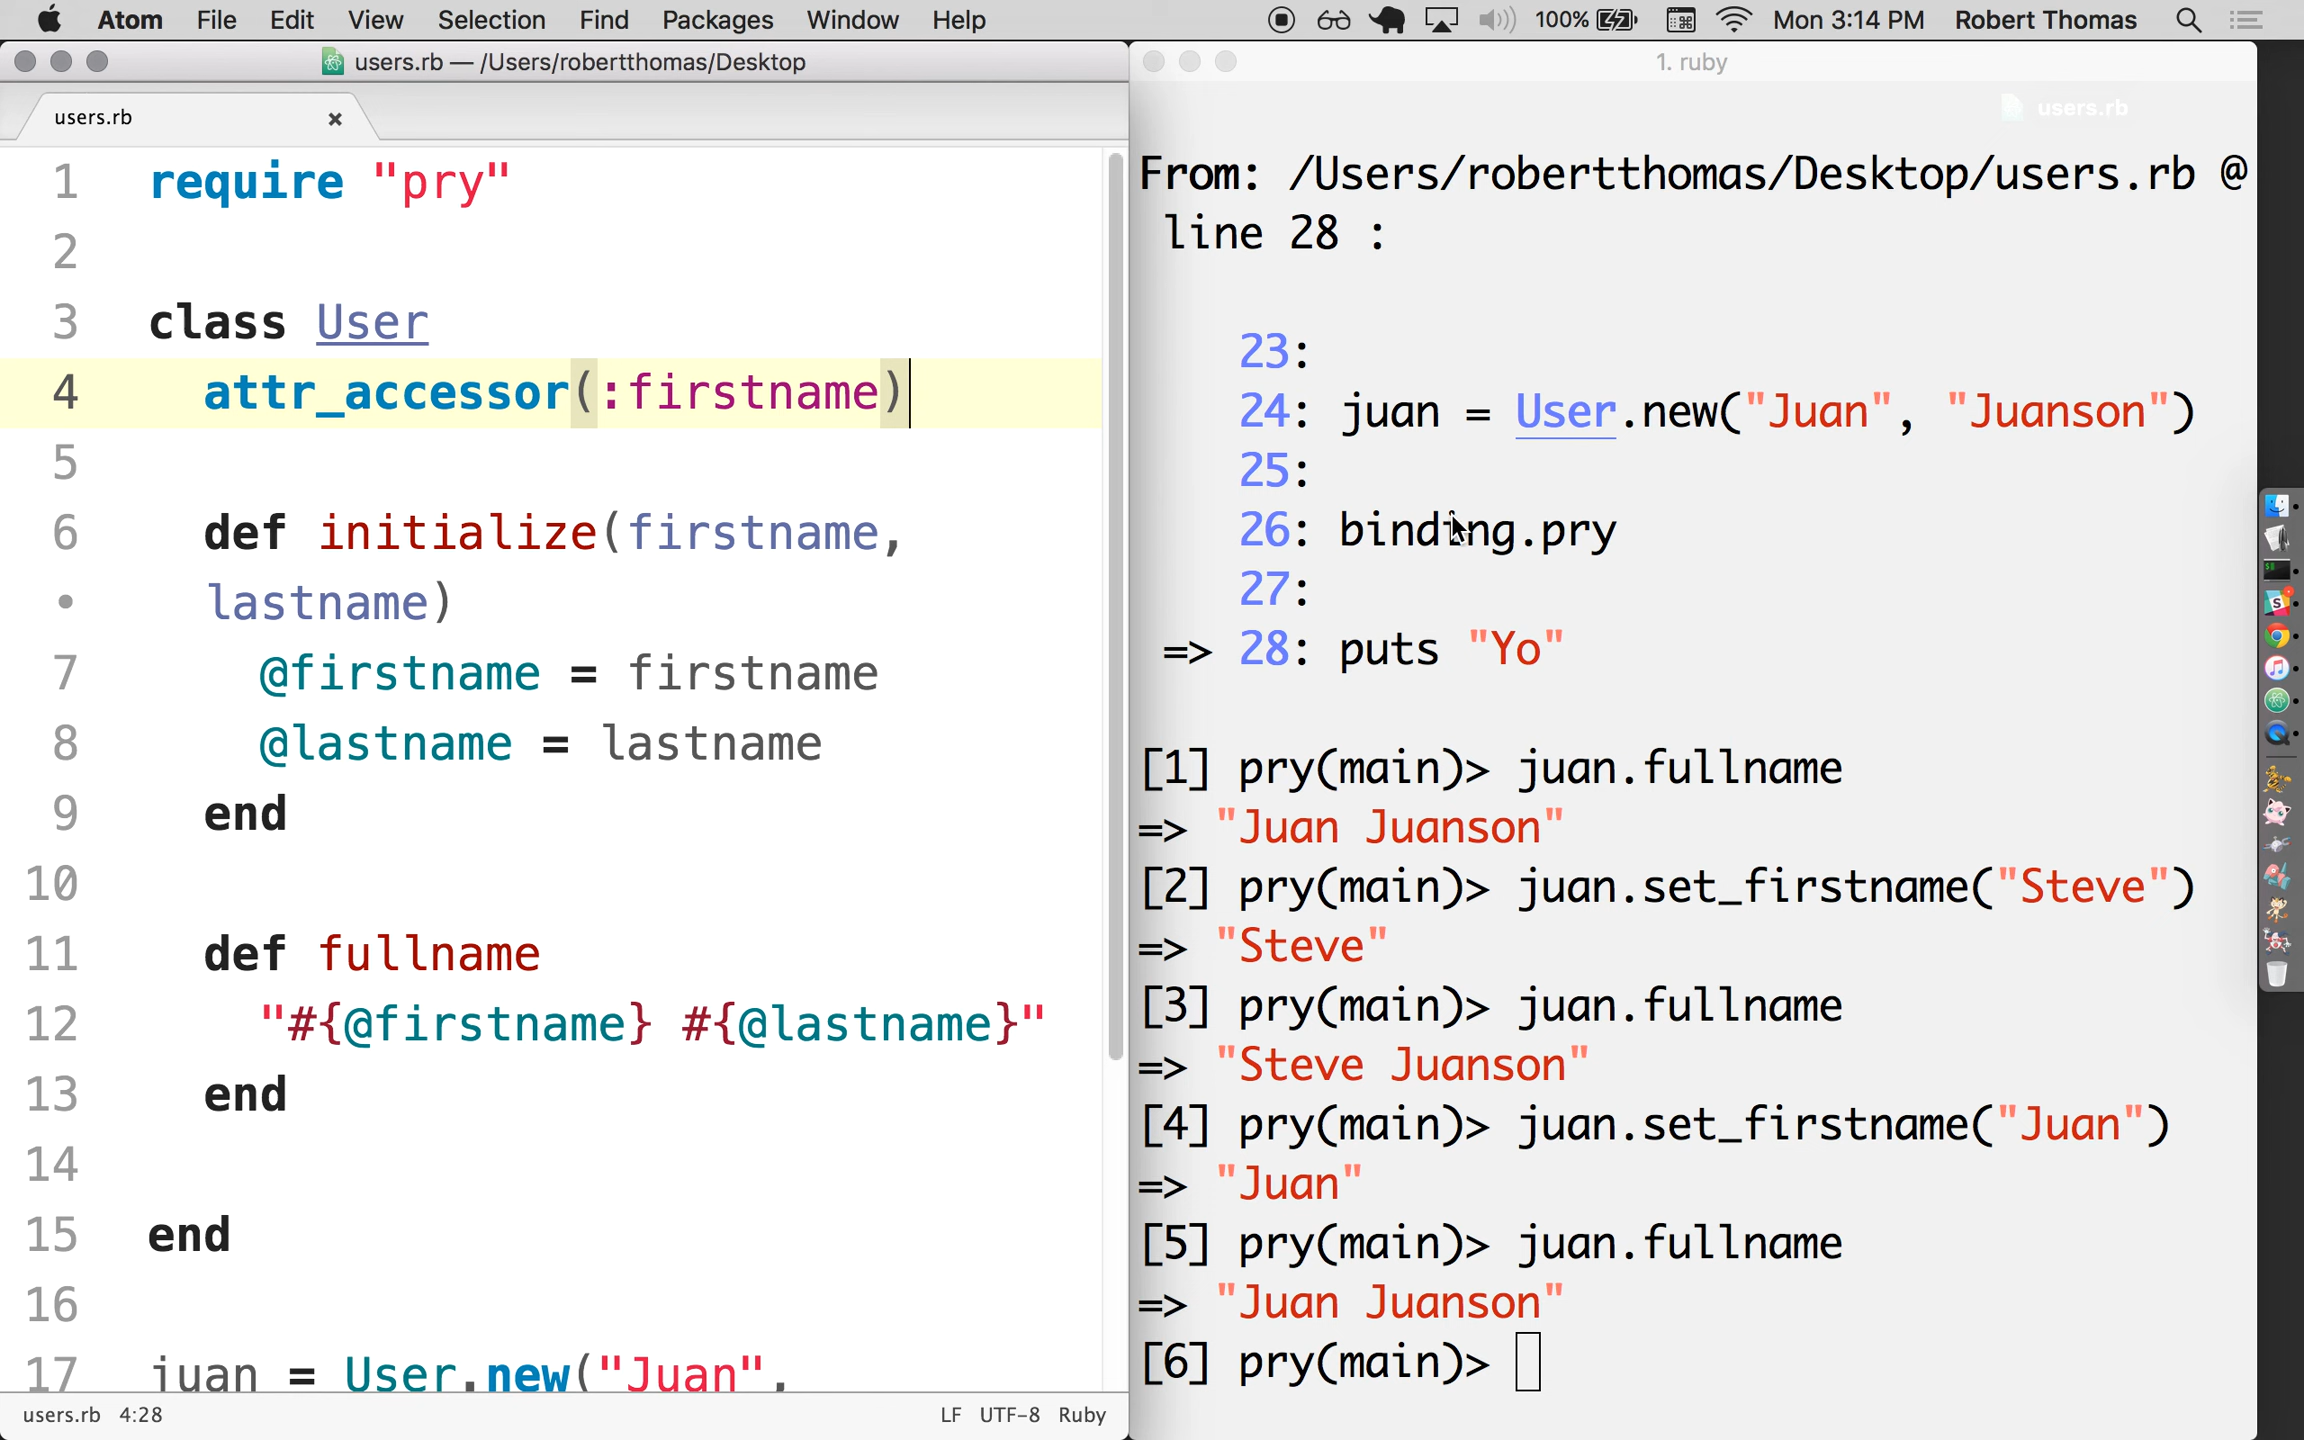 Atom File Edit View Selection Find Packages Window Help 100% Mon 3:14 PM Robert Thomas
users.rb — /Users/robertthomas/Desktop
users.rb
1 require "pry"
2
3 class User
4 attr_accessor(:firstname)
5
6 def initialize(firstname,
• lastname)
7 @firstname = firstname
8 @lastname = lastname
9 end
10
11 def fullname
12 "#{@firstname} #{@lastname}"
13 end
14
15 end
16
17 juan = User.new("Juan",
users.rb 4:28 LF UTF-8 Ruby
1. ruby
users.rb
From: /Users/robertthomas/Desktop/users.rb @
line 28 :
23:
24: juan = User.new("Juan", "Juanson")
25:
26: binding.pry
27:
=> 28: puts "Yo"
[1] pry(main)> juan.fullname
=> "Juan Juanson"
[2] pry(main)> juan.set_firstname("Steve")
=> "Steve"
[3] pry(main)> juan.fullname
=> "Steve Juanson"
[4] pry(main)> juan.set_firstname("Juan")
=> "Juan"
[5] pry(main)> juan.fullname
=> "Juan Juanson"
[6] pry(main)>